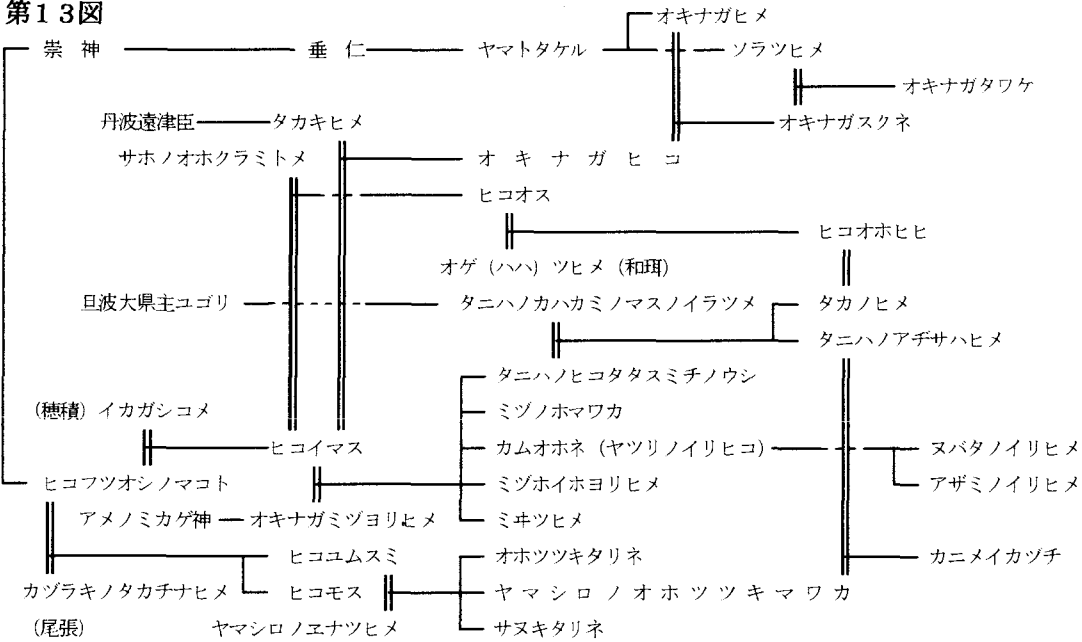 第１３図
オキナガヒメ
崇神 垂仁 ヤマトタケル ソラツヒメ
オキナガタワケ
丹波遠津臣 タカキヒメ オキナガスクネ
サホノオホクラミトメ オキナガヒコ
ヒコオス
ヒコオホヒヒ
オゲ（ハハ）ツヒメ（和珥）
旦波大県主ユゴリ タニハノカハカミノマスノイラツメ タカノヒメ
タニハノアヂサハヒメ
タニハノヒコタタスミチノウシ
（穂積）イカガシコメ ミヅノホマワカ
ヒコイマス カムオホネ（ヤツリノイリヒコ） ヌバタノイリヒメ
ヒコフツオシノマコト ミヅホイホヨリヒメ アザミノイリヒメ
アメノミカゲ神 オキナガミヅヨリヒメ ミヰツヒメ
ヒコユムスミ オホツツキタリネ カニメイカヅチ
カヅラキノタカチナヒメ ヒコモス ヤマシロノオホツツキマワカ
（尾張） ヤマシロノヱナツヒメ サヌキタリネ